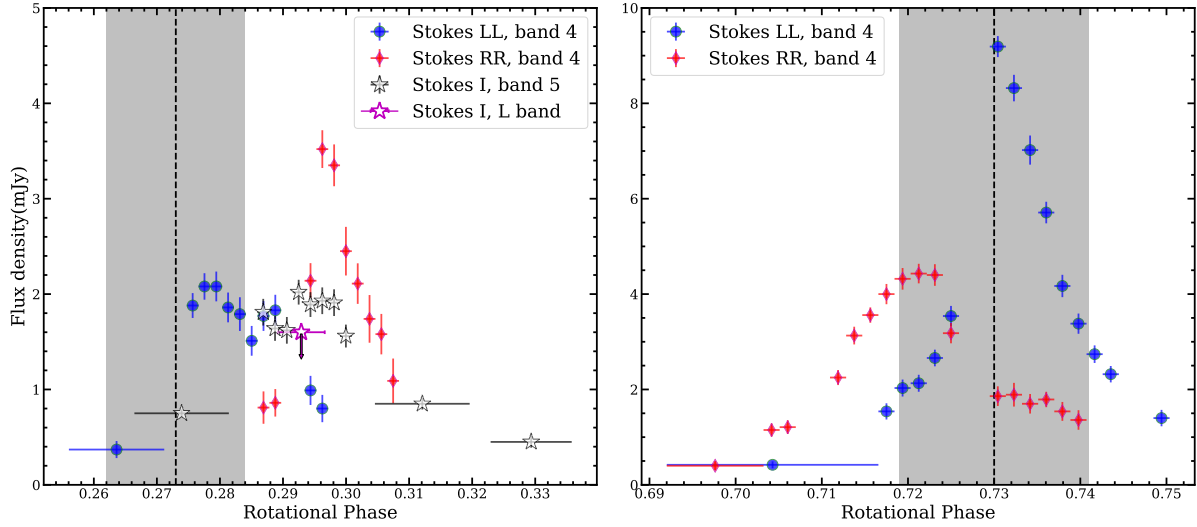 5
4
3
2
1
0
Flux density(mJy)
Stokes LL, band 4
Stokes RR, band 4
Stokes I, band 5
Stokes I, L band
0.26 0.27 0.28 0.29 0.30 0.31 0.32 0.33
Rotational Phase
10
8
6
4
2
0
Stokes LL, band 4
Stokes RR, band 4
0.69 0.70 0.71 0.72 0.73 0.74 0.75
Rotational Phase